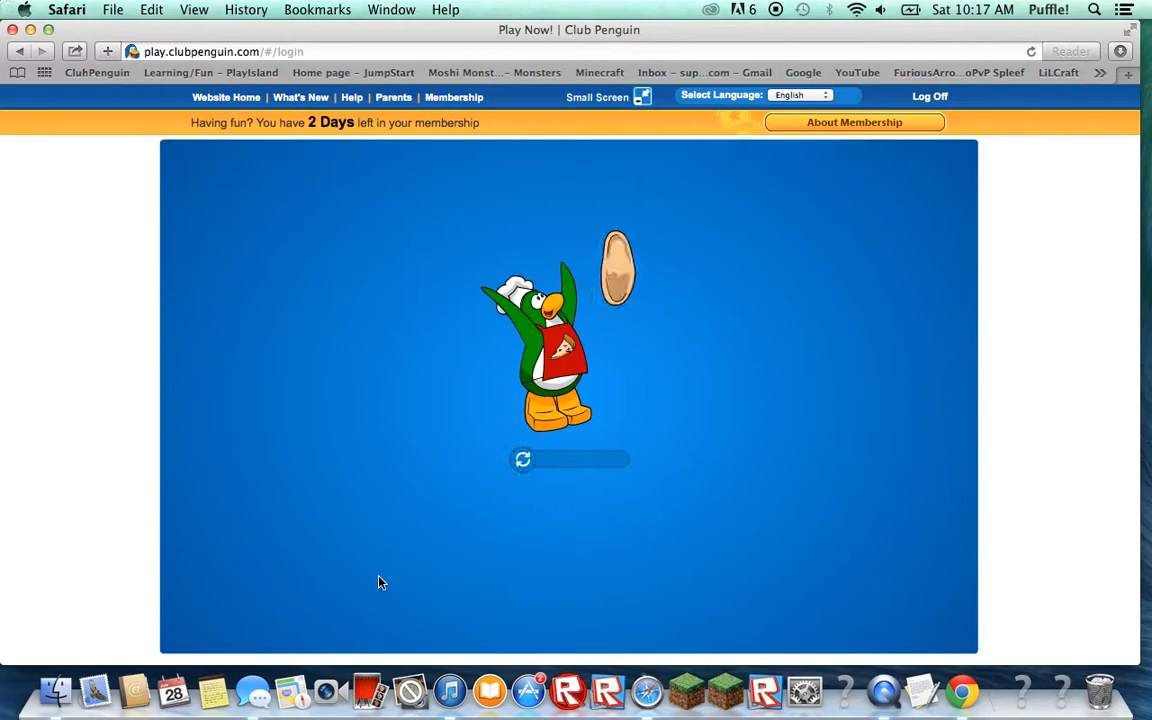 Safari File Edit View History Bookmarks Window Help 6 Sat 10:17 AM Puffle!
Play Now! | Club Penguin
play.clubpenguin.com/#/login Reader
ClubPenguin Learning/Fun - PlayIsland Home page - JumpStart Moshi Monst...- Monsters Minecraft Inbox - sup...com - Gmail Google YouTube FuriousArro...oPvP Spleef LiLCraft
Website Home | What's New | Help | Parents | Membership Small Screen Select Language: English Log Off
Having fun? You have 2 Days left in your membership About Membership
28 2